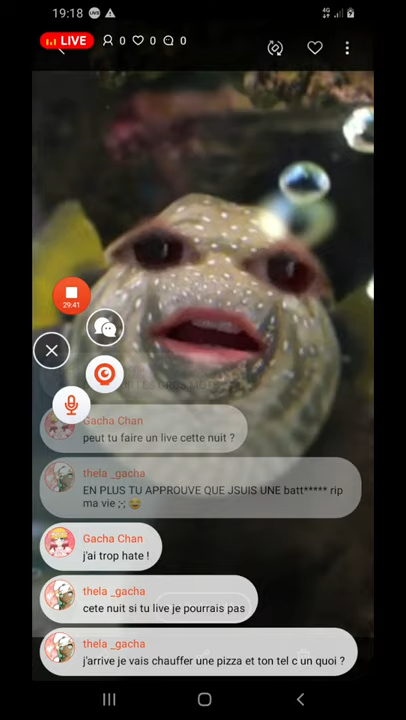 19:18
4G
LIVE
0 0 0
29:41
Gacha Chan
peut tu faire un live cette nuit ?
thela _gacha
EN PLUS TU APPROUVE QUE JSUIS UNE batt***** rip
ma vie ;-; 😂
Gacha Chan
j'ai trop hate !
thela _gacha
cete nuit si tu live je pourrais pas
thela _gacha
j'arrive je vais chauffer une pizza et ton tel c un quoi ?